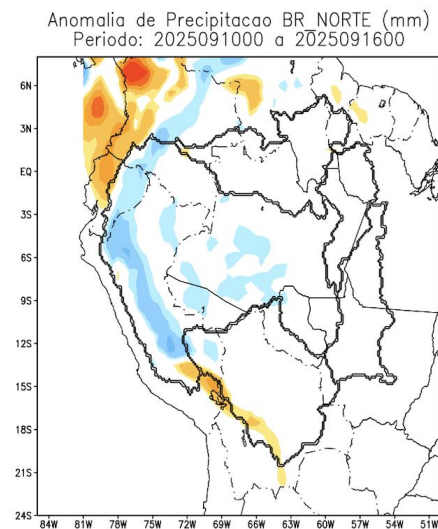 Anomalia de Precipitacao BR_NORTE (mm)
Periodo: 2025091000 a 2025091600
6N
3N
EQ
3S
6S
9S
12S
15S
18S
21S
24S
84W 81W 78W 75W 72W 69W 66W 63W 60W 57W 54W 51W